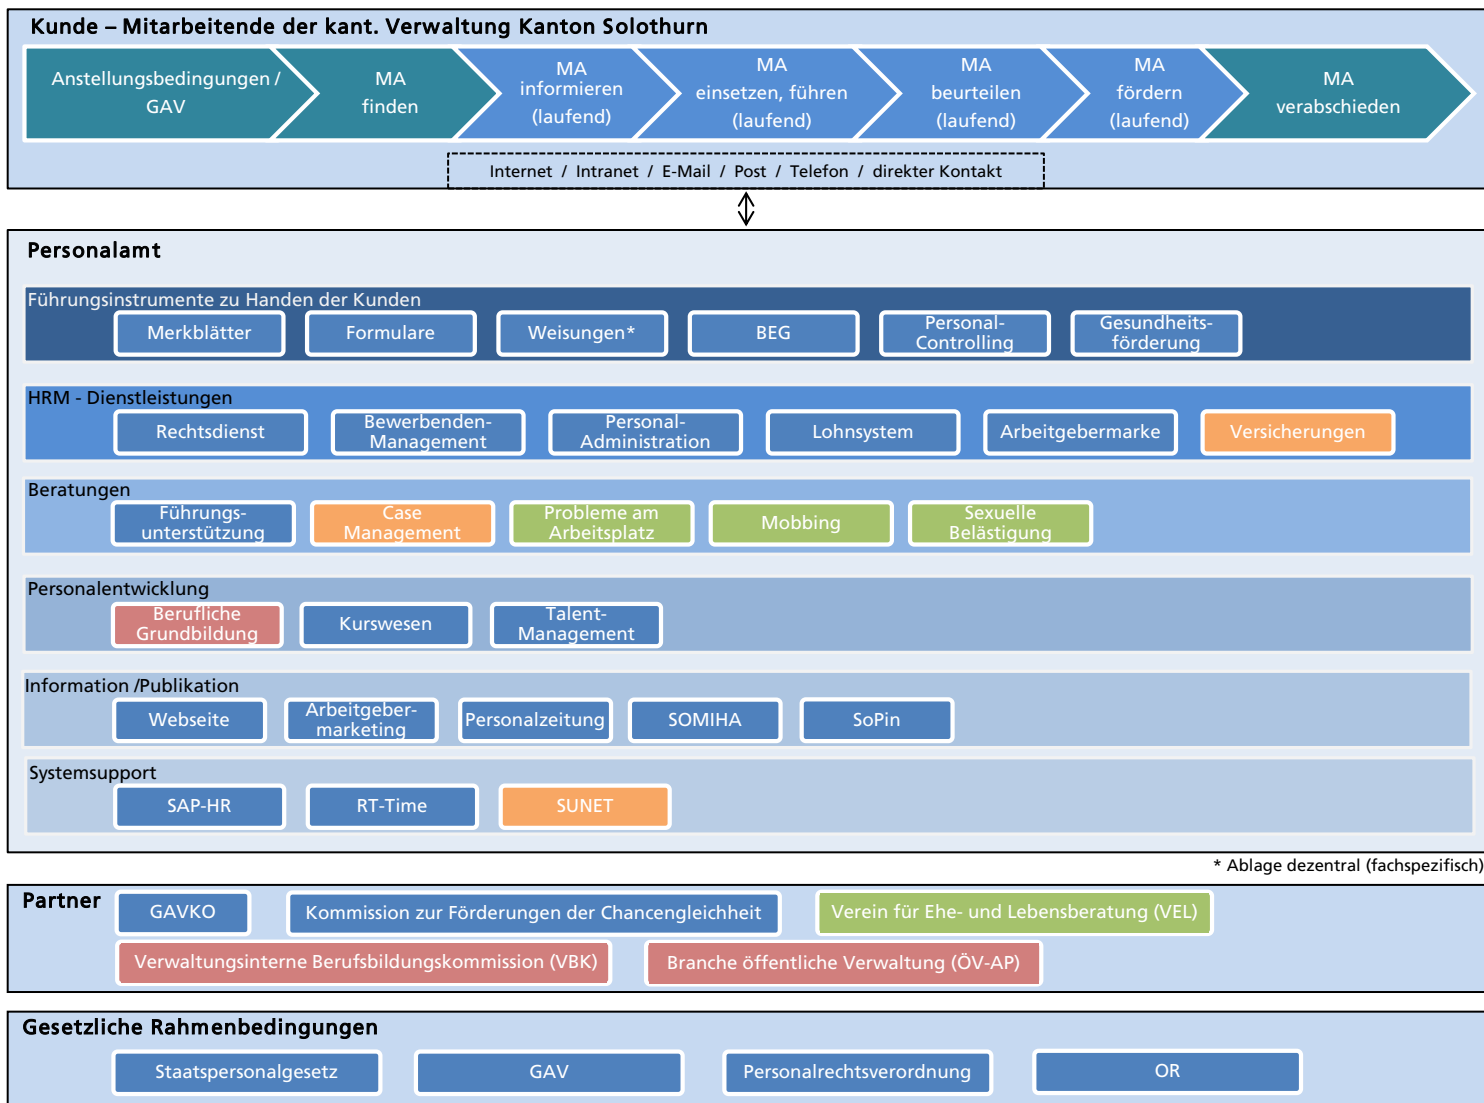 Kunde – Mitarbeitende der kant. Verwaltung Kanton Solothurn
Anstellungsbedingungen /
GAV
MA
finden
MA
informieren
(laufend)
MA
einsetzen, führen
(laufend)
MA
beurteilen
(laufend)
MA
fördern
(laufend)
MA
verabschieden
Internet / Intranet / E-Mail / Post / Telefon / direkter Kontakt
Personalamt
Führungsinstrumente zu Handen der Kunden
Merkblätter
Formulare
Weisungen*
BEG
Personal-
Controlling
Gesundheits-
förderung
HRM - Dienstleistungen
Rechtsdienst
Bewerbenden-
Management
Personal-
Administration
Lohnsystem
Arbeitgebermarke
Versicherungen
Beratungen
Führungs-
unterstützung
Case
Management
Probleme am
Arbeitsplatz
Mobbing
Sexuelle
Belästigung
Personalentwicklung
Berufliche
Grundbildung
Kurswesen
Talent-
Management
Information /Publikation
Webseite
Arbeitgeber-
marketing
Personalzeitung
SOMIHA
SoPin
Systemsupport
SAP-HR
RT-Time
SUNET
* Ablage dezentral (fachspezifisch)
Partner
GAVKO
Kommission zur Förderungen der Chancengleichheit
Verein für Ehe- und Lebensberatung (VEL)
Verwaltungsinterne Berufsbildungskommission (VBK)
Branche öffentliche Verwaltung (ÖV-AP)
Gesetzliche Rahmenbedingungen
Staatspersonalgesetz
GAV
Personalrechtsverordnung
OR